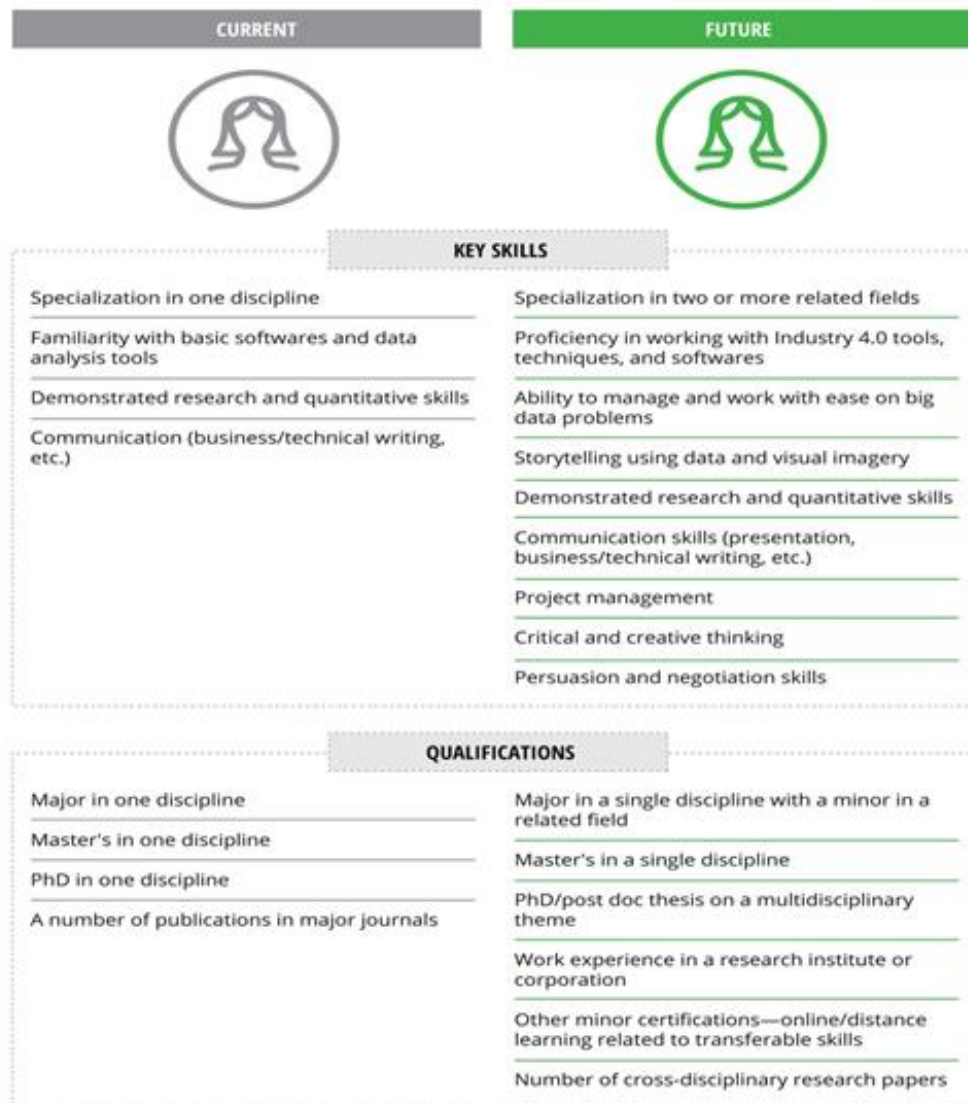 CURRENT
FUTURE
KEY SKILLS
Specialization in one discipline
Familiarity with basic softwares and data
analysis tools
Demonstrated research and quantitative skills
Communication (business/technical writing,
etc.)
Specialization in two or more related fields
Proficiency in working with Industry 4.0 tools,
techniques, and softwares
Ability to manage and work with ease on big
data problems
Storytelling using data and visual imagery
Demonstrated research and quantitative skills
Communication skills (presentation,
business/technical writing, etc.)
Project management
Critical and creative thinking
Persuasion and negotiation skills
QUALIFICATIONS
Major in one discipline
Master's in one discipline
PhD in one discipline
A number of publications in major journals
Major in a single discipline with a minor in a
related field
Master's in a single discipline
PhD/post doc thesis on a multidisciplinary
theme
Work experience in a research institute or
corporation
Other minor certifications—online/distance
learning related to transferable skills
Number of cross-disciplinary research papers